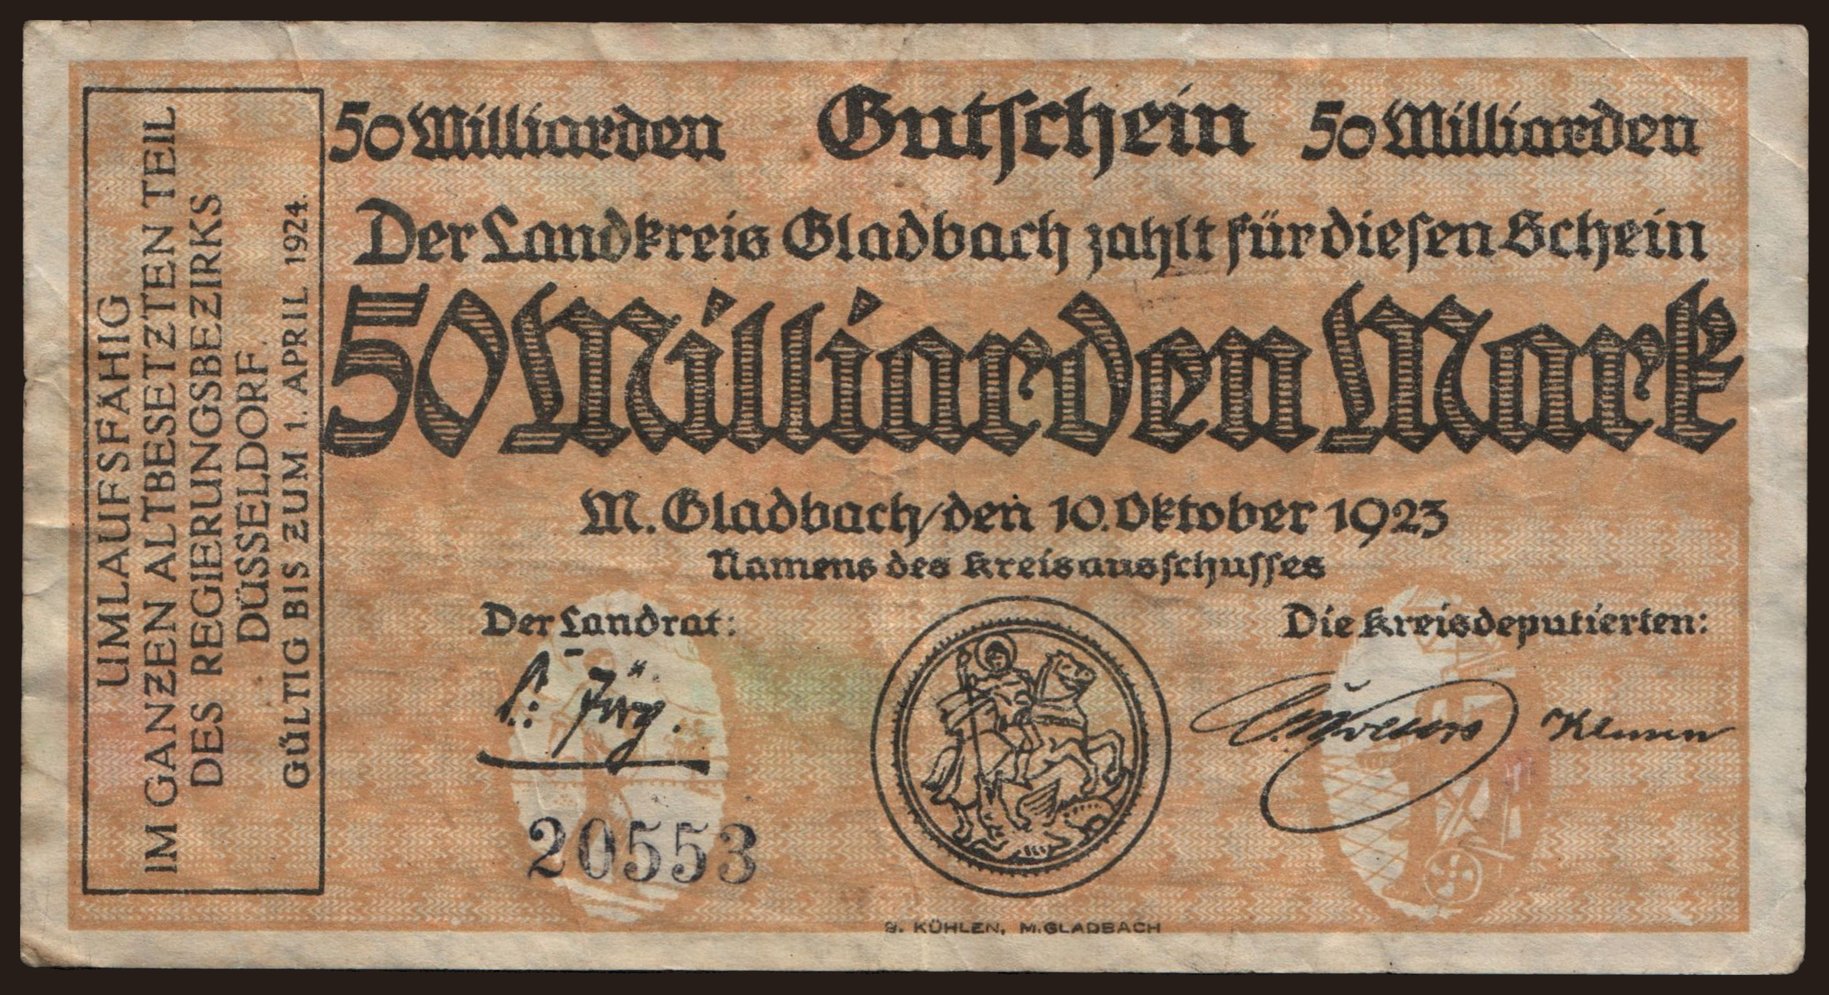 UMLAUFSFÄHIG
IM GANZEN ALTBESETZTEN TEIL
DES REGIERUNGSBEZIRKS
DÜSSELDORF.
GÜLTIG BIS ZUM 1. APRIL 1924.
50 Milliarden Gutschein 50 Milliarden
Der Landkreis Gladbach zahlt für diesen Schein
50 Milliarden Mark
M. Gladbach, den 10. Oktober 1923
Namens des Kreisausschusses
Der Landrat:
Die Kreisdeputierten:
20553
B. KÜHLEN, M. GLADBACH